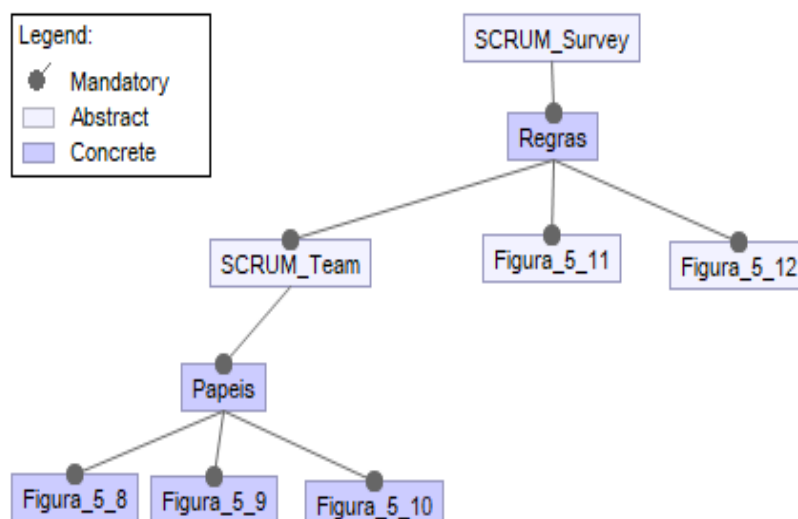 Legend:
Mandatory
Abstract
Concrete
SCRUM_Survey
Regras
SCRUM_Team
Figura_5_11
Figura_5_12
Papeis
Figura_5_8
Figura_5_9
Figura_5_10